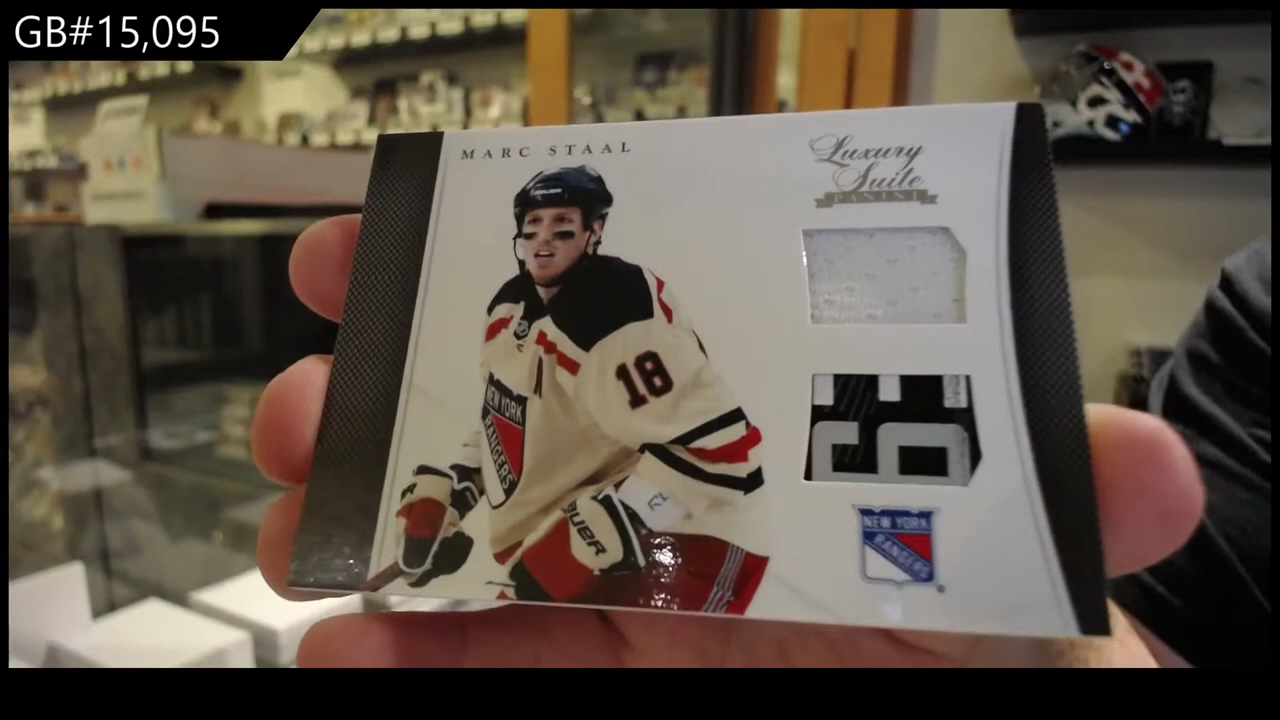 GB#15,095
MARC STAAL
Luxury
Suite
PANINI
18
A
NEW YORK
RANGERS
BAUER
NEW YORK
RANGERS